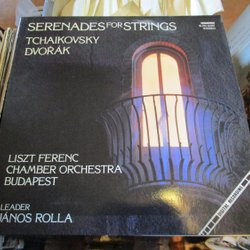 SERENADES FOR STRINGS
TCHAIKOVSKY
DVOŘÁK
LISZT FERENC
CHAMBER ORCHESTRA
BUDAPEST
LEADER
JÁNOS ROLLA